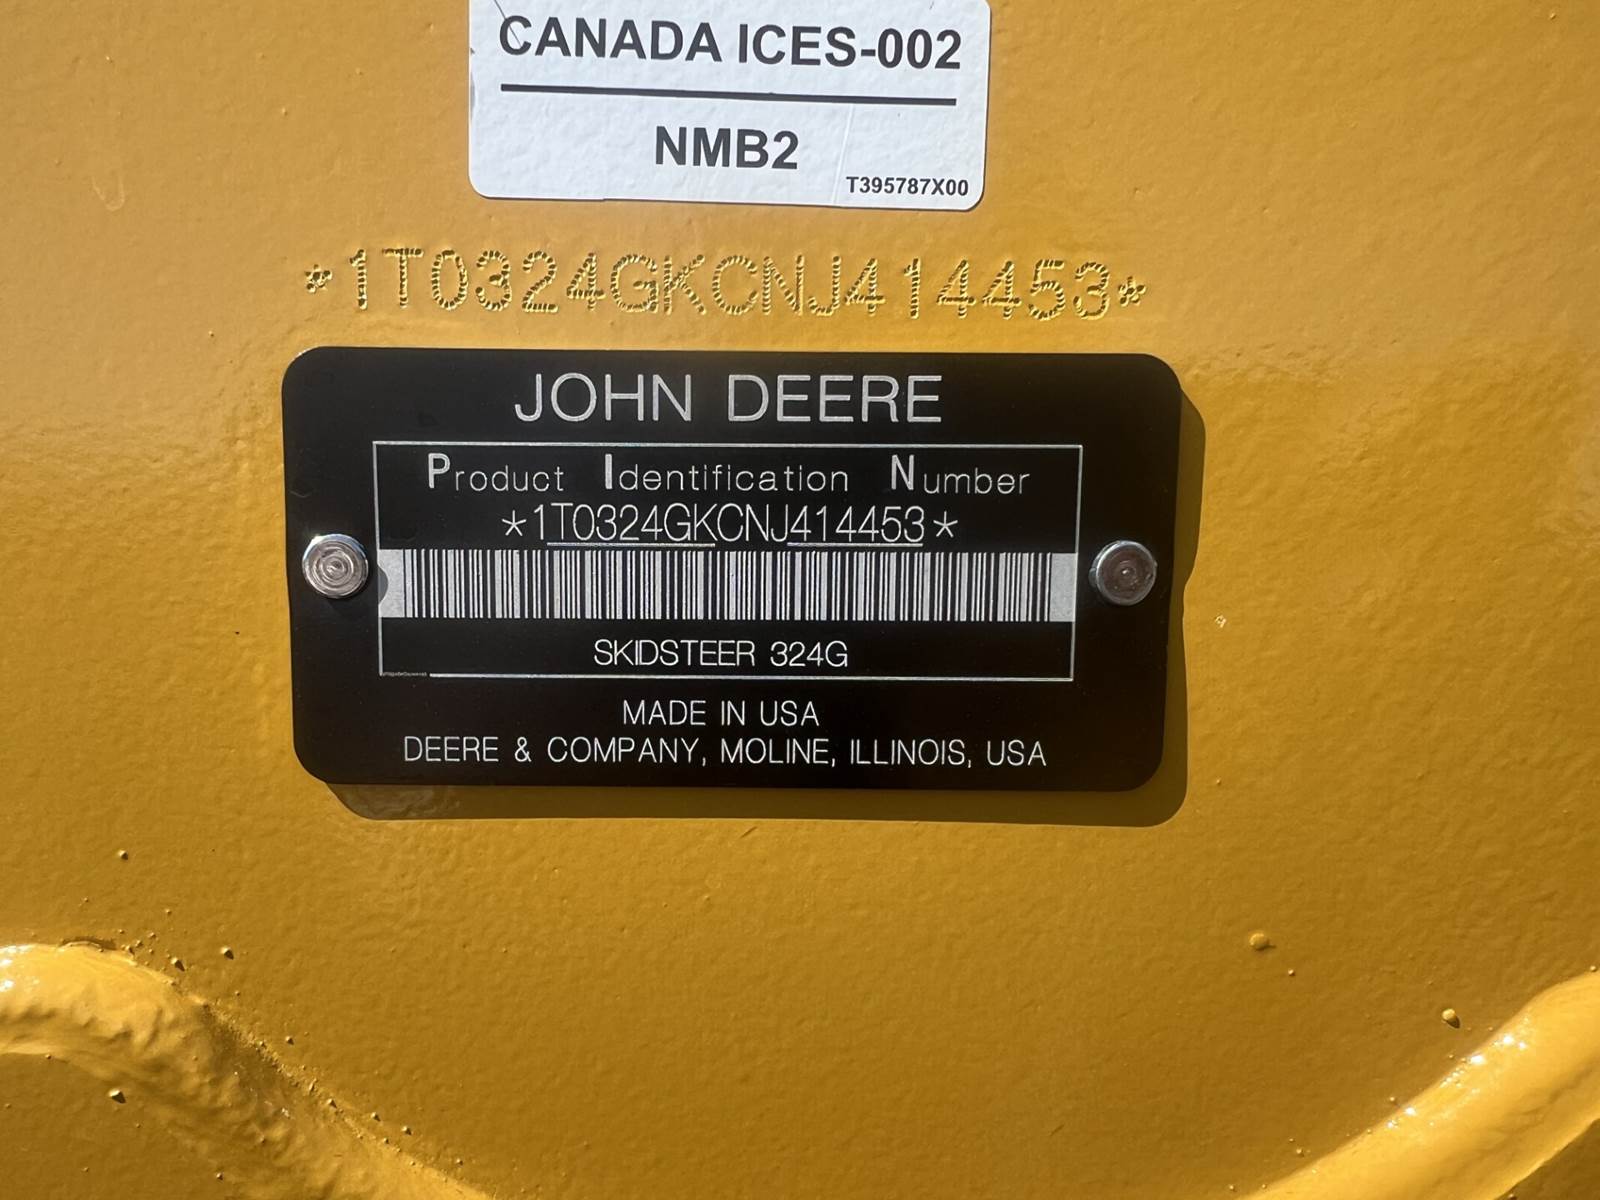 CANADA ICES-002
NMB2
T395787X00
*1T0324GKCNJ414453*
JOHN DEERE
Product Identification Number
*1T0324GKCNJ414453*
SKIDSTEER 324G
MADE IN USA
DEERE & COMPANY, MOLINE, ILLINOIS, USA